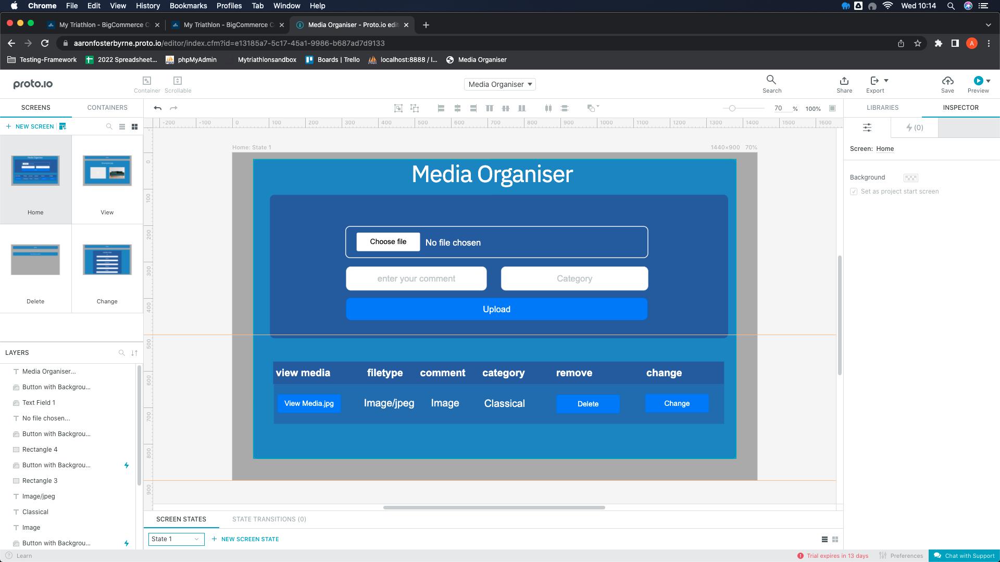 Chrome File Edit View History Bookmarks Profiles Tab Window Help Wed 10:14
My Triathlon - BigCommerce C My Triathlon - BigCommerce C Media Organiser - Proto.io edit
aaronfosterbyrne.proto.io/editor/index.cfm?id=e13185a7-5c17-45a1-9986-b687ad7d9133 A
Testing-Framework 2022 Spreadsheet... phpMyAdmin Mytriathlonsandbox Boards | Trello localhost:8888 / l... Media Organiser
proto.io Container Scrollable Media Organiser Search Share Export Save Preview
SCREENS CONTAINERS 70 % 100% LIBRARIES INSPECTOR
+ NEW SCREEN -200 -100 0 100 200 300 400 500 600 700 800 900 1000 1100 1200 1300 1400 1500 1600 (0)
Home: State 1 1440×900 70%
Screen: Home
Background
Set as project start screen
Home View
Delete Change
0
100
200
300
400
500
600
700
800
900
Media Organiser
Choose file No file chosen
enter your comment Category
Upload
view media filetype comment category remove change
View Media.jpg Image/jpeg Image Classical Delete Change
LAYERS
Media Organiser...
Button with Backgrou...
Text Field 1
No file chosen...
Button with Backgrou...
Rectangle 4
Button with Backgrou...
Rectangle 3
Image/jpeg
Classical
Image
Button with Backgrou...
SCREEN STATES STATE TRANSITIONS (0)
State 1 + NEW SCREEN STATE
? Learn Trial expires in 13 days Preferences Chat with Support